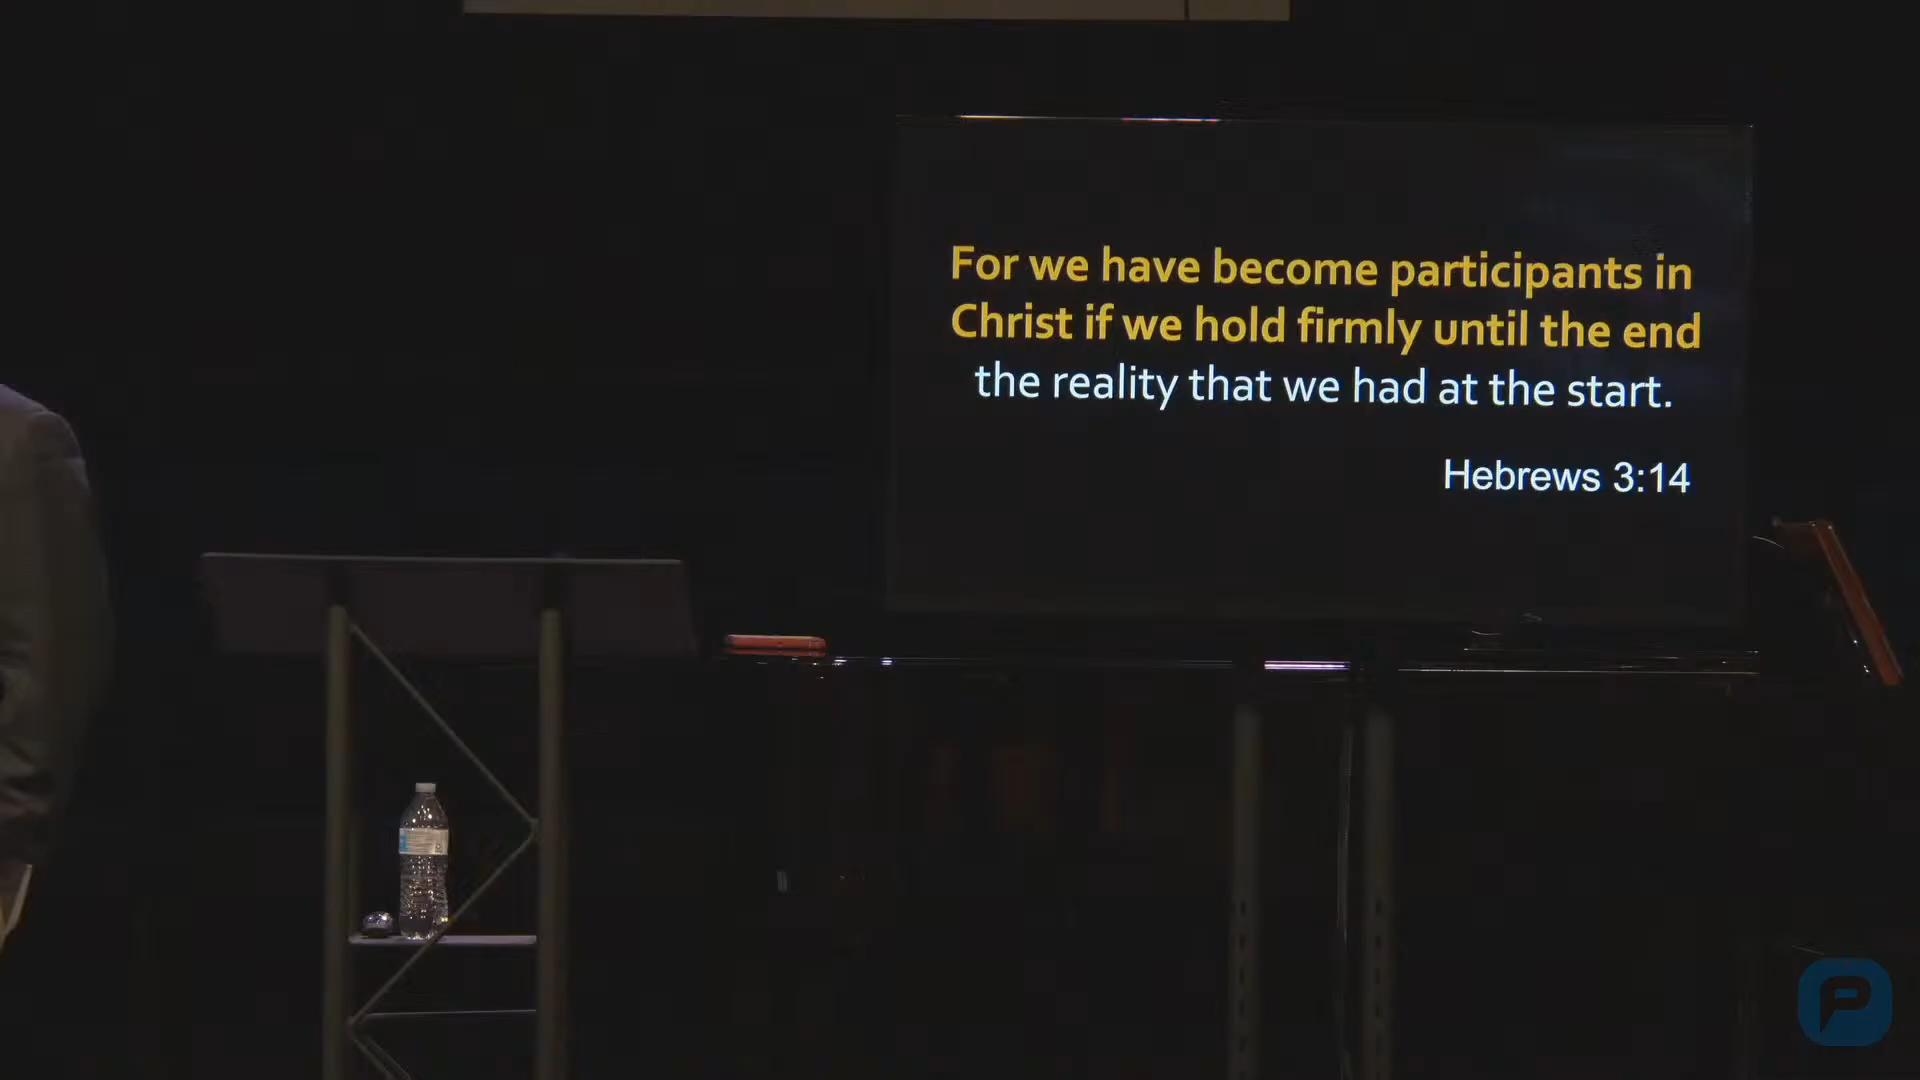 For we have become participants in
Christ if we hold firmly until the end
the reality that we had at the start.
Hebrews 3:14